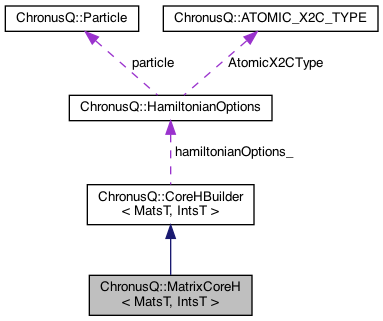 ChronusQ::Particle
ChronusQ::ATOMIC_X2C_TYPE
particle
AtomicX2CType
ChronusQ::HamiltonianOptions
hamiltonianOptions_
ChronusQ::CoreHBuilder
< MatsT, IntsT >
ChronusQ::MatrixCoreH
< MatsT, IntsT >